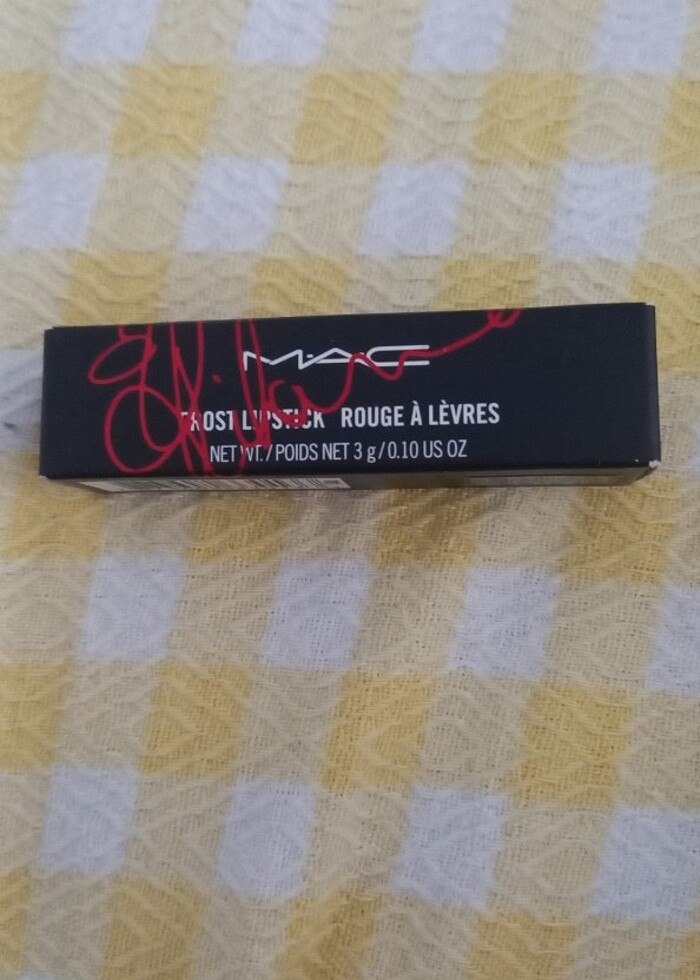 MAC
FROST LIPSTICK ROUGE À LÈVRES
NET WT. / POIDS NET 3 g / 0.10 US OZ